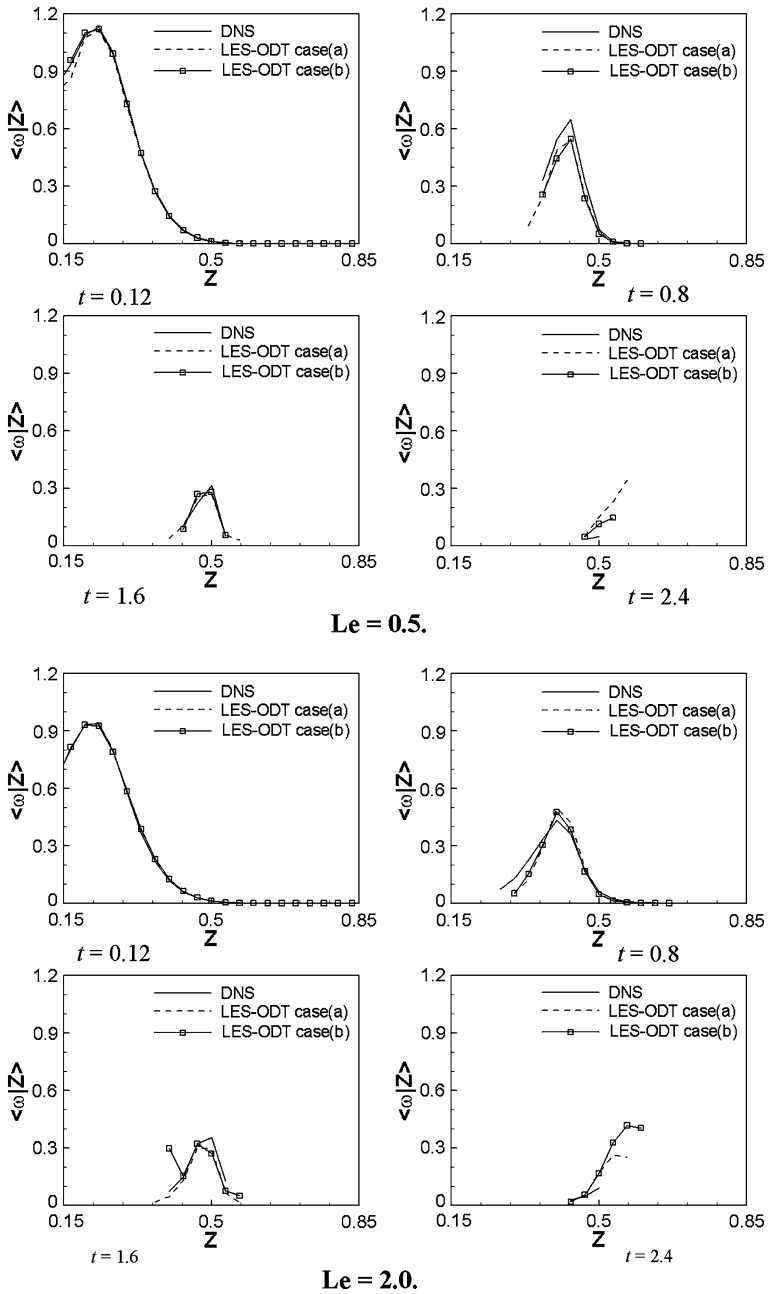 1.2
0.9
0.6
0.3
0
<ω|Z>
DNS
LES-ODT case(a)
LES-ODT case(b)
0.15
0.5
0.85
Z
t = 0.12
1.2
0.9
0.6
0.3
0
<ω|Z>
DNS
LES-ODT case(a)
LES-ODT case(b)
0.15
0.5
0.85
Z
t = 0.8
1.2
0.9
0.6
0.3
0
<ω|Z>
DNS
LES-ODT case(a)
LES-ODT case(b)
0.15
0.5
0.85
Z
t = 1.6
1.2
0.9
0.6
0.3
0
<ω|Z>
DNS
LES-ODT case(a)
LES-ODT case(b)
0.15
0.5
0.85
Z
t = 2.4
Le = 0.5.
1.2
0.9
0.6
0.3
0
<ω|Z>
DNS
LES-ODT case(a)
LES-ODT case(b)
0.15
0.5
0.85
Z
t = 0.12
1.2
0.9
0.6
0.3
0
<ω|Z>
DNS
LES-ODT case(a)
LES-ODT case(b)
0.15
0.5
0.85
Z
t = 0.8
1.2
0.9
0.6
0.3
0
<ω|Z>
DNS
LES-ODT case(a)
LES-ODT case(b)
0.15
0.5
0.85
Z
t = 1.6
1.2
0.9
0.6
0.3
0
<ω|Z>
DNS
LES-ODT case(a)
LES-ODT case(b)
0.15
0.5
0.85
Z
t = 2.4
Le = 2.0.